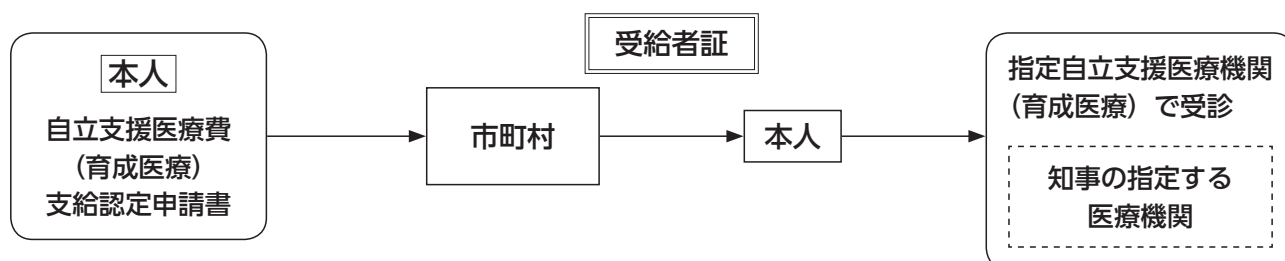 本人
自立支援医療費
（育成医療）
支給認定申請書
市町村
受給者証
本人
指定自立支援医療機関
（育成医療）で受診
知事の指定する
医療機関